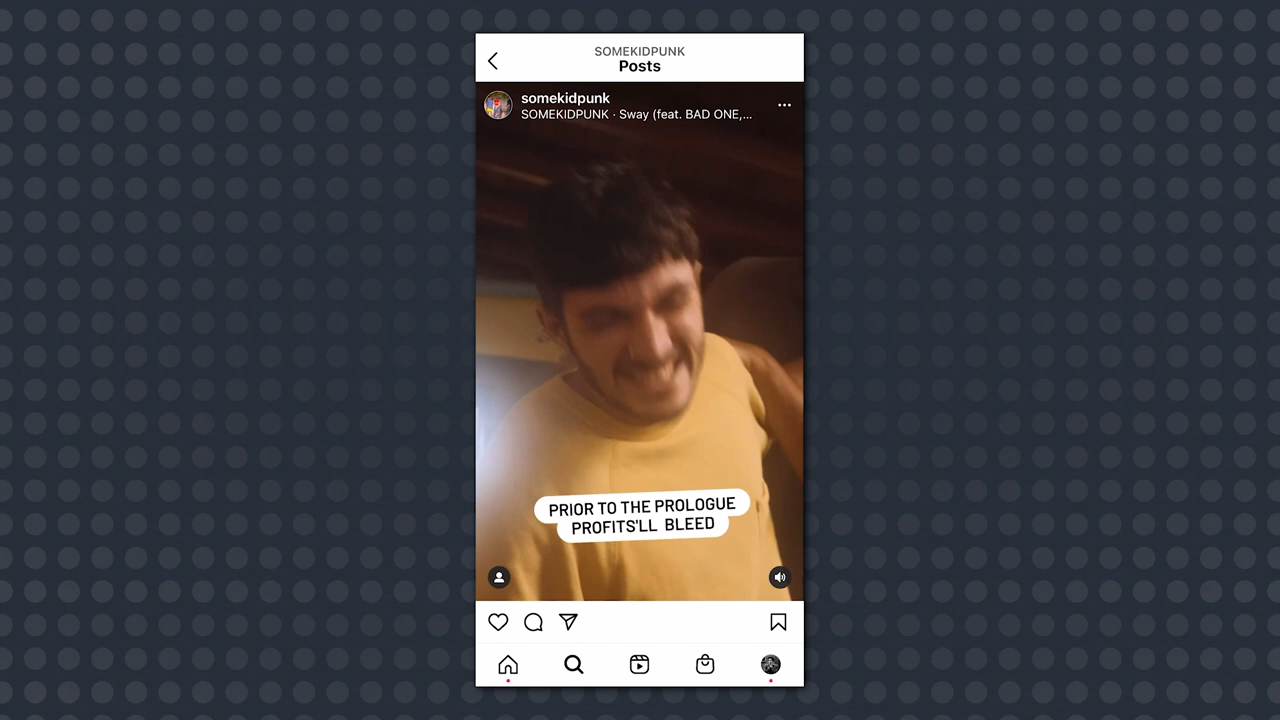 SOMEKIDPUNK
Posts
somekidpunk
SOMEKIDPUNK · Sway (feat. BAD ONE,...
PRIOR TO THE PROLOGUE
PROFITS'LL BLEED